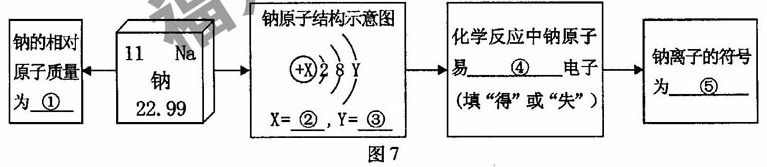 钠的相对
原子质量
为 ①
11 Na
钠
22.99
钠原子结构示意图
+X 2 8 Y
X= ② ,Y= ③
化学反应中钠原子
易 ④ 电子
(填“得”或“失”)
钠离子的符号
为 ⑤
图7